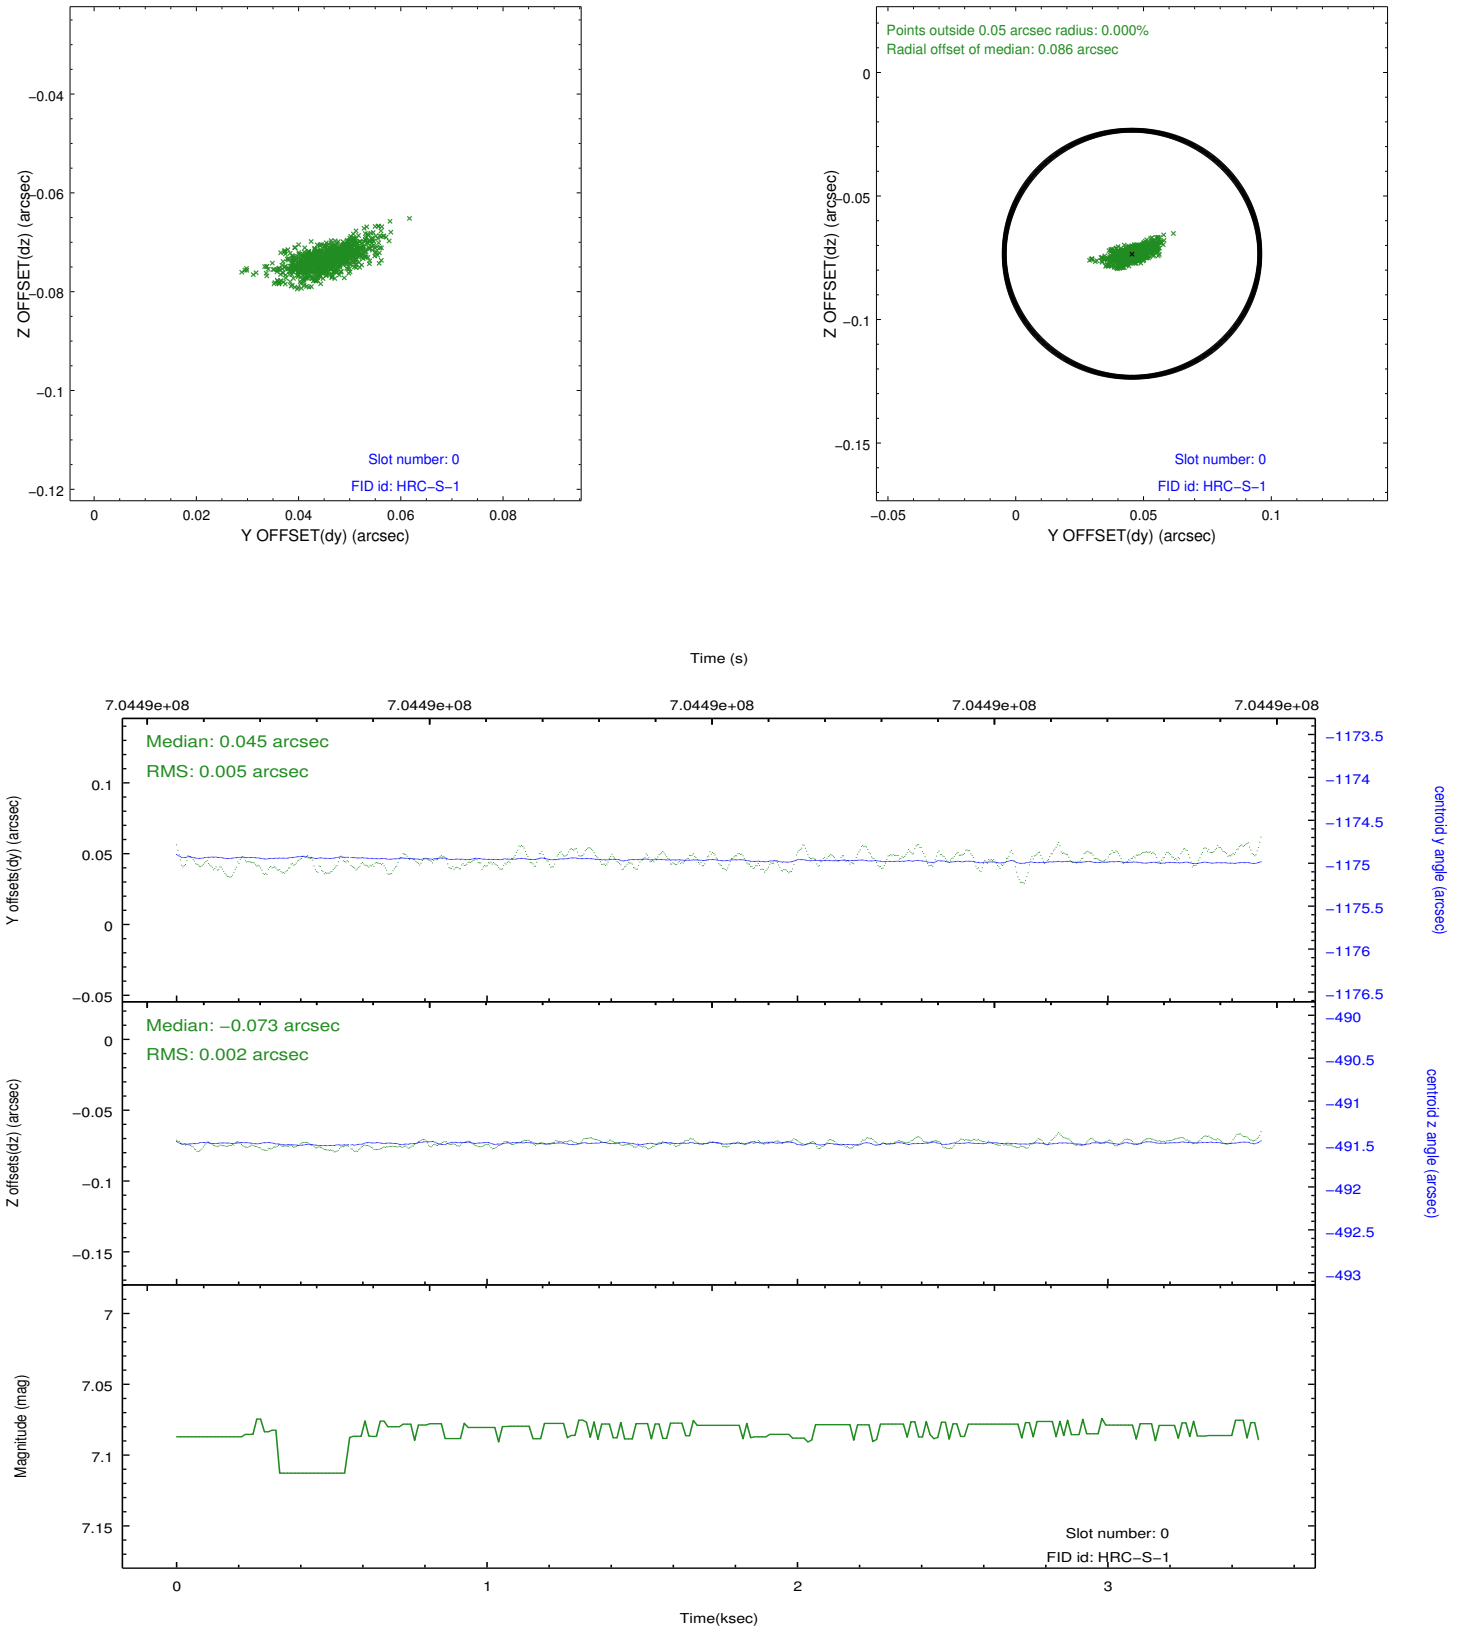 −0.04
−0.06
−0.08
−0.1
−0.12
Z OFFSET(dz) (arcsec)
Slot number: 0
FID id: HRC−S−1
0 0.02 0.04 0.06 0.08
Y OFFSET(dy) (arcsec)
Points outside 0.05 arcsec radius: 0.000%
Radial offset of median: 0.086 arcsec
0
−0.05
−0.1
−0.15
Z OFFSET(dz) (arcsec)
Slot number: 0
FID id: HRC−S−1
−0.05 0 0.05 0.1
Y OFFSET(dy) (arcsec)
Time (s)
7.0449e+08 7.0449e+08 7.0449e+08 7.0449e+08 7.0449e+08
Median: 0.045 arcsec
RMS: 0.005 arcsec
0.1
0.05
0
−0.05
Y offsets(dy) (arcsec)
−1173.5
−1174
−1174.5
−1175
−1175.5
−1176
−1176.5
centroid y angle (arcsec)
Median: −0.073 arcsec
RMS: 0.002 arcsec
0
−0.05
−0.1
−0.15
Z offsets(dz) (arcsec)
−490
−490.5
−491
−491.5
−492
−492.5
−493
centroid z angle (arcsec)
7
7.05
7.1
7.15
Magnitude (mag)
Slot number: 0
FID id: HRC−S−1
0 1 2 3
Time(ksec)